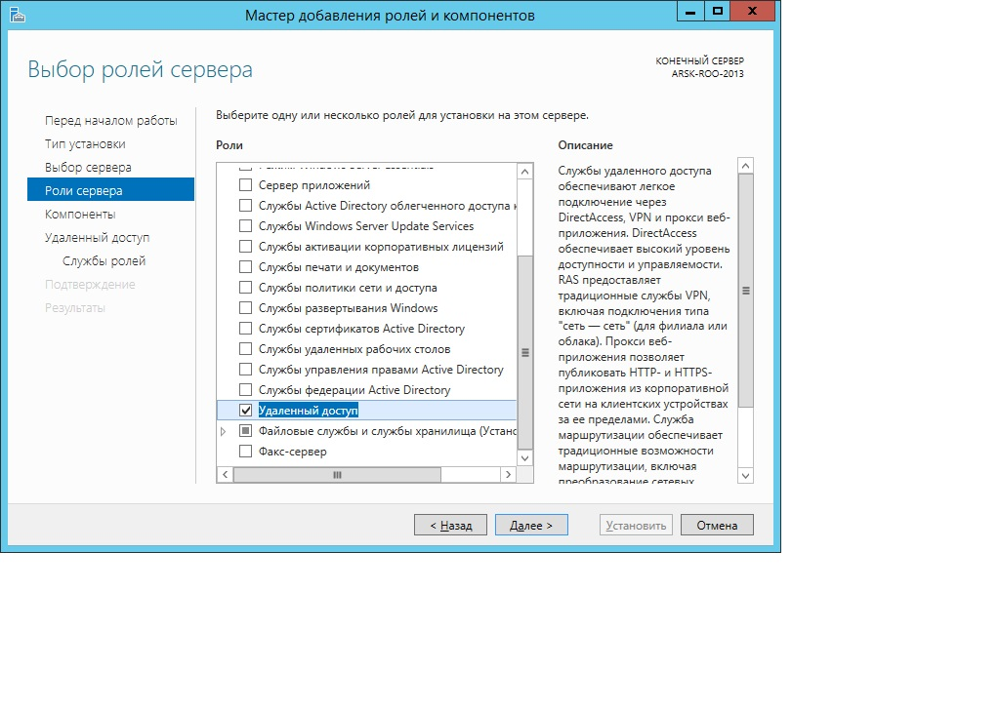 Мастер добавления ролей и компонентов
Выбор ролей сервера
КОНЕЧНЫЙ СЕРВЕР
ARSK-ROO-2013
Перед началом работы
Тип установки
Выбор сервера
Роли сервера
Компоненты
Удаленный доступ
Службы ролей
Подтверждение
Результаты
Выберите одну или несколько ролей для установки на этом сервере.
Роли
Режим Windows Server Essentials
Сервер приложений
Службы Active Directory облегченного доступа к
Службы Windows Server Update Services
Службы активации корпоративных лицензий
Службы печати и документов
Службы политики сети и доступа
Службы развертывания Windows
Службы сертификатов Active Directory
Службы удаленных рабочих столов
Службы управления правами Active Directory
Службы федерации Active Directory
Удаленный доступ
Файловые службы и службы хранилища (Устано
Факс-сервер
Описание
Службы удаленного доступа
обеспечивают легкое
подключение через
DirectAccess, VPN и прокси веб-
приложения. DirectAccess
обеспечивает высокий уровень
доступности и управляемости.
RAS предоставляет
традиционные службы VPN,
включая подключения типа
"сеть — сеть" (для филиала или
облака). Прокси веб-
приложения позволяет
публиковать HTTP- и HTTPS-
приложения из корпоративной
сети на клиентских устройствах
за ее пределами. Служба
маршрутизации обеспечивает
традиционные возможности
маршрутизации, включая
преобразование сетевых
< Назад
Далее >
Установить
Отмена